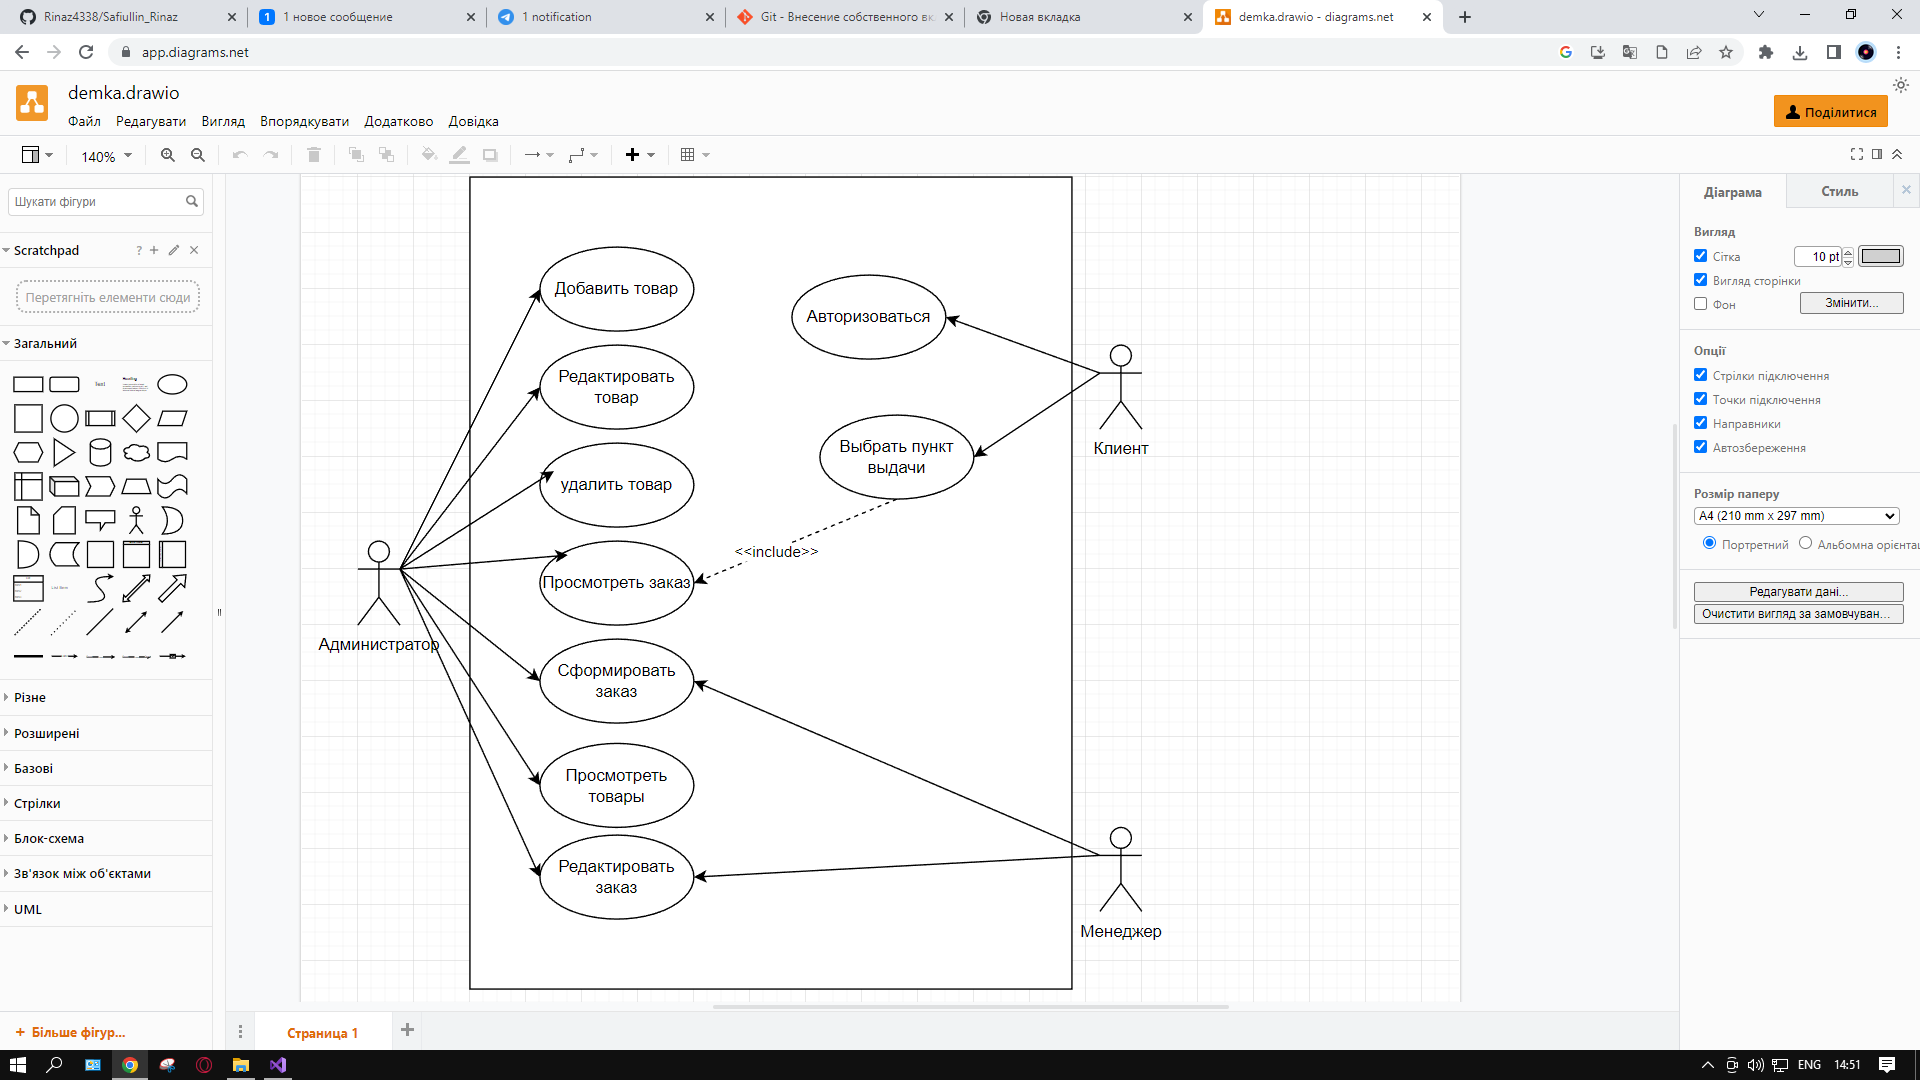 Rinaz4338/Safiullin_Rinaz
1 новое сообщение
1 notification
Git - Внесение собственного вк
Новая вкладка
demka.drawio - diagrams.net
app.diagrams.net
demka.drawio
Файл Редагувати Вигляд Впорядкувати Додатково Довідка
Поділитися
140%
Шукати фігури
Scratchpad
?
Перетягніть елементи сюди
Загальний
Text
Heading
Різне
Розширені
Базові
Стрілки
Блок-схема
Зв'язок між об'єктами
UML
+ Більше фігур...
Добавить товар
Редактировать
товар
удалить товар
Просмотреть заказ
Сформировать
заказ
Просмотреть
товары
Редактировать
заказ
Авторизоваться
Выбрать пункт
выдачи
<<include>>
Администратор
Клиент
Менеджер
Діаграма
Стиль
Вигляд
Сітка
10 pt
Вигляд сторінки
Фон
Змінити...
Опції
Стрілки підключення
Точки підключення
Направники
Автозбереження
Розмір паперу
A4 (210 mm x 297 mm)
Портретний
Альбомна орієнтац
Редагувати дані...
Очистити вигляд за замовчуван...
Страница 1
1
ENG
14:51